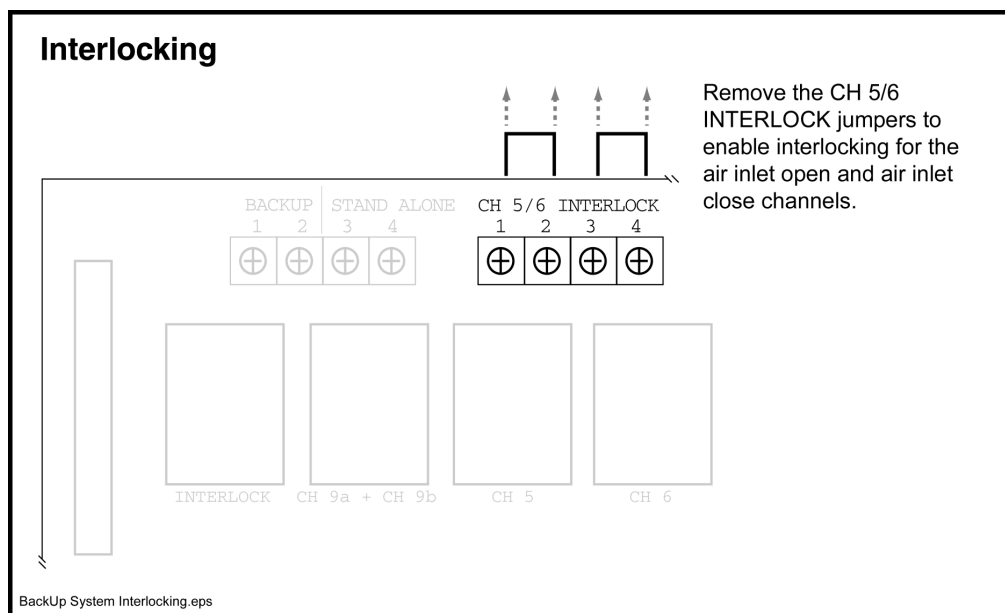 Interlocking
Remove the CH 5/6
INTERLOCK jumpers to
enable interlocking for the
air inlet open and air inlet
close channels.
BACKUP STAND ALONE CH 5/6 INTERLOCK
1 2 3 4 1 2 3 4
INTERLOCK CH 9a + CH 9b CH 5 CH 6
BackUp System Interlocking.eps